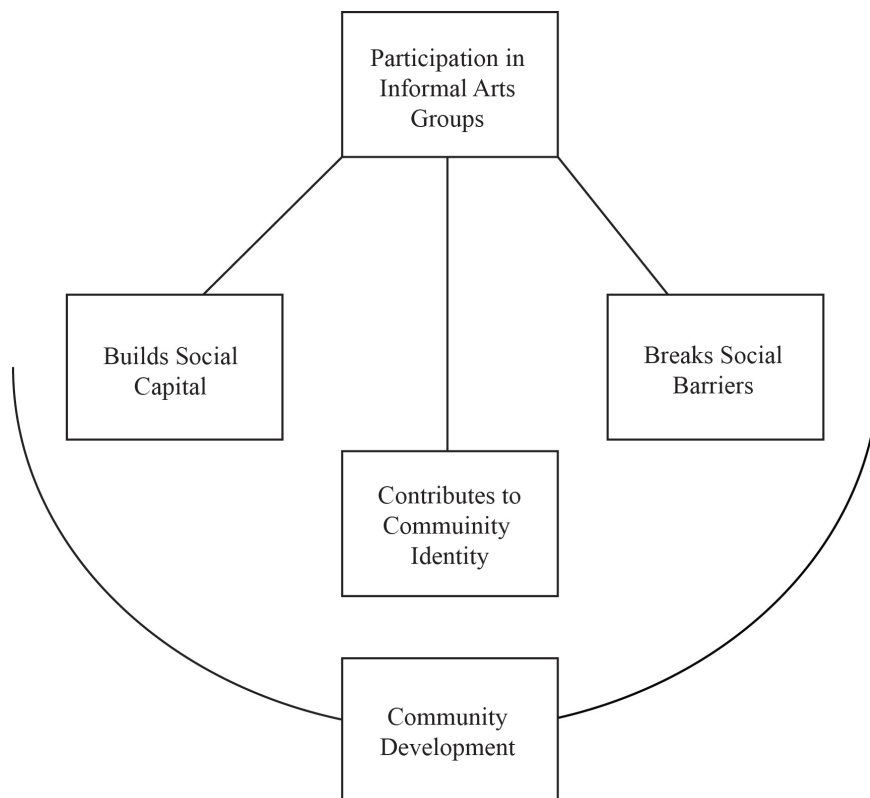 Participation in
Informal Arts
Groups
Builds Social
Capital
Breaks Social
Barriers
Contributes to
Commuinity
Identity
Community
Development